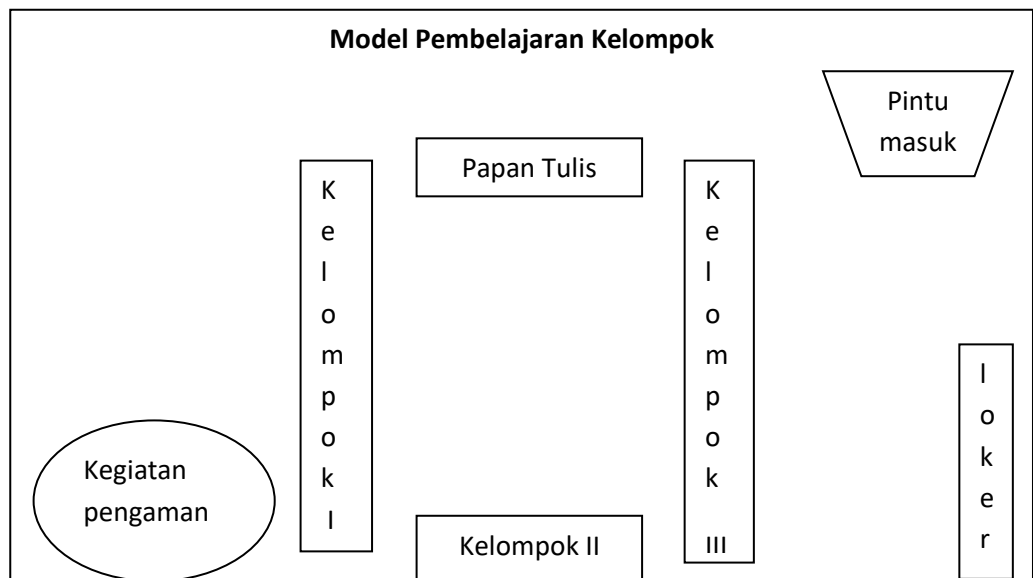 Model Pembelajaran Kelompok
Pintu
masuk
Papan Tulis
K
e
l
o
m
p
o
k
I
K
e
l
o
m
p
o
k
III
l
o
k
e
r
Kegiatan
pengaman
Kelompok II